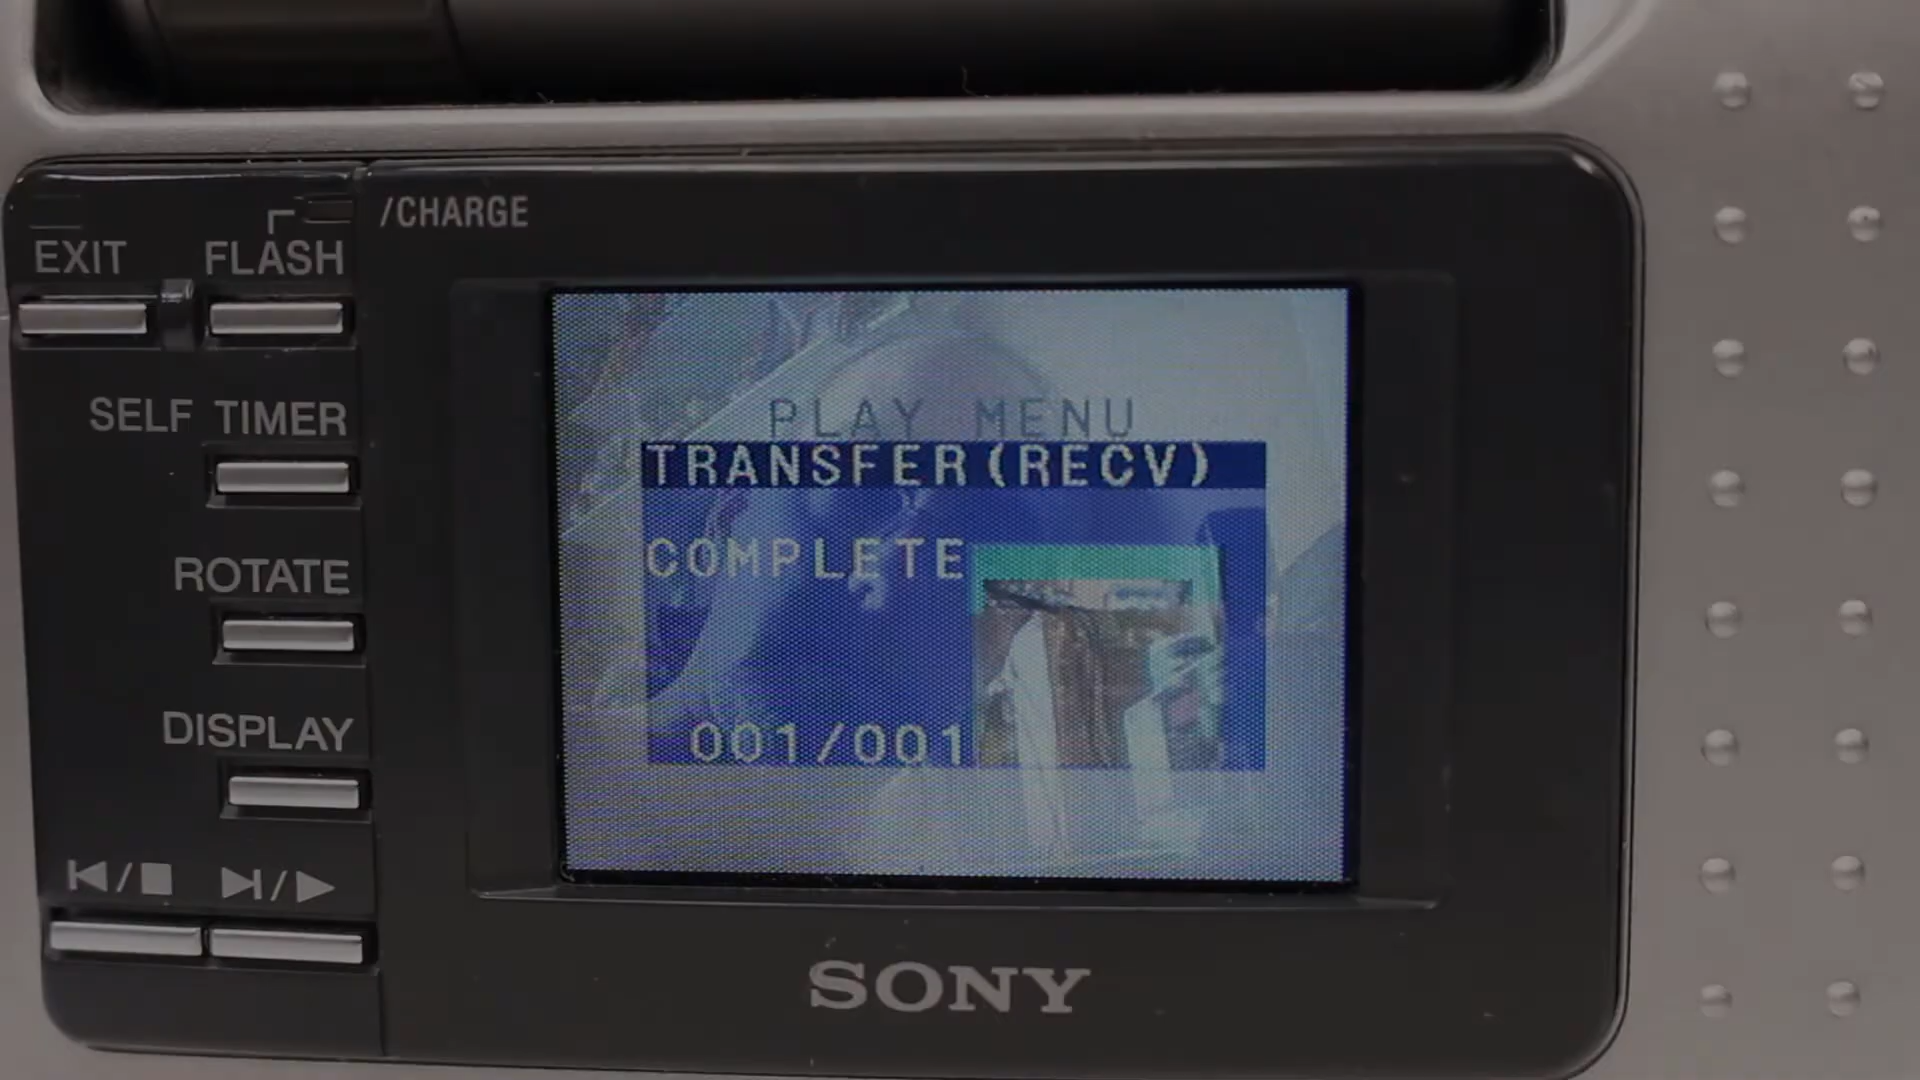 /CHARGE
EXIT FLASH
SELF TIMER
ROTATE
DISPLAY
PLAY MENU
TRANSFER(RECV)
COMPLETE
001/001
SONY